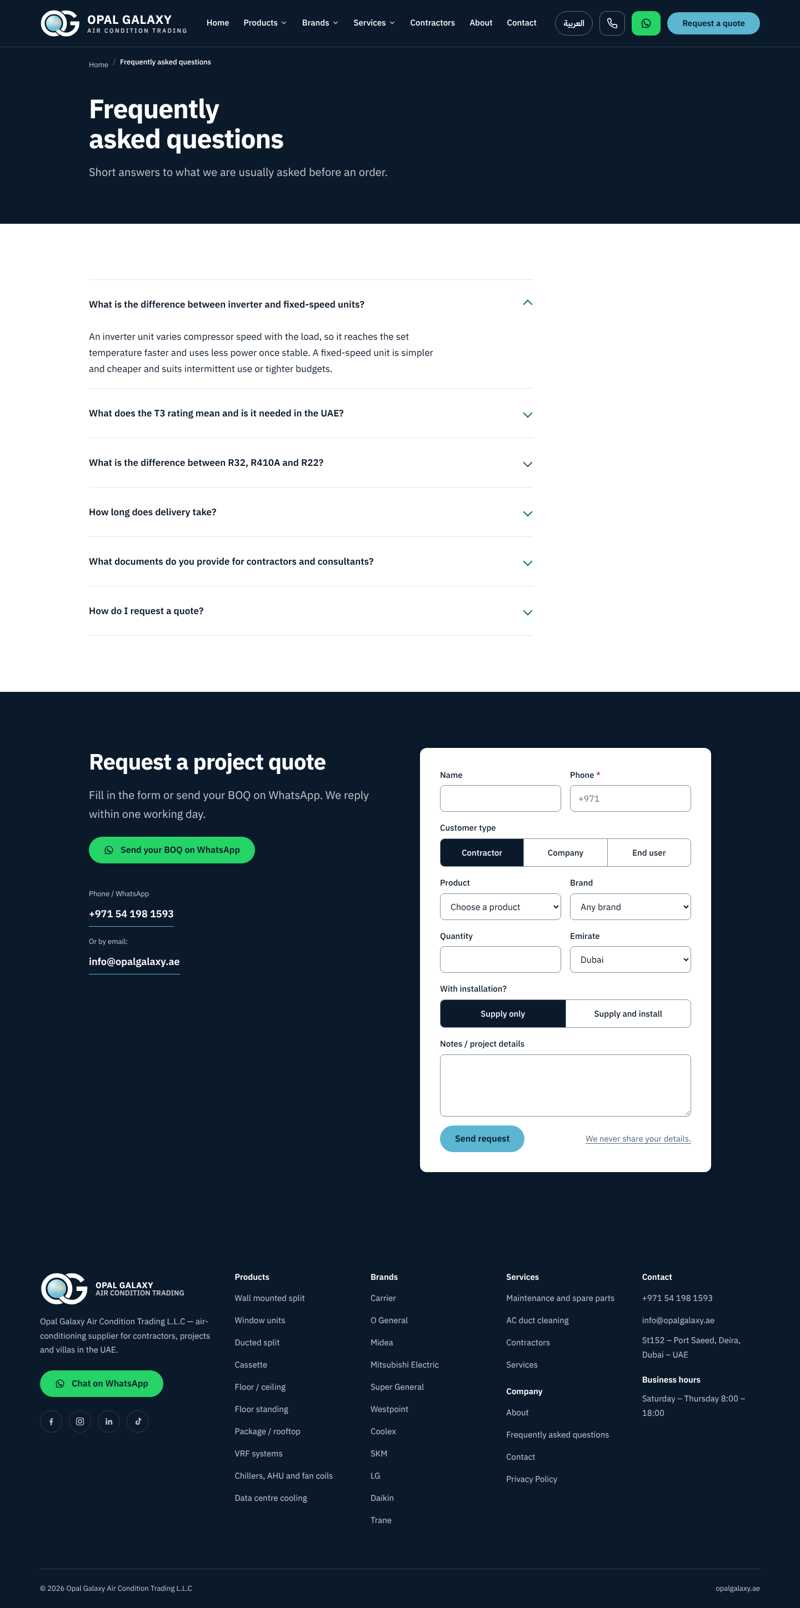 OPAL GALAXY
AIR CONDITION TRADING
Home
Products
Brands
Services
Contractors
About
Contact
العربية
Request a quote
Home / Frequently asked questions
Frequently
asked questions
Short answers to what we are usually asked before an order.
What is the difference between inverter and fixed-speed units?
An inverter unit varies compressor speed with the load, so it reaches the set
temperature faster and uses less power once stable. A fixed-speed unit is simpler
and cheaper and suits intermittent use or tighter budgets.
What does the T3 rating mean and is it needed in the UAE?
What is the difference between R32, R410A and R22?
How long does delivery take?
What documents do you provide for contractors and consultants?
How do I request a quote?
Request a project quote
Fill in the form or send your BOQ on WhatsApp. We reply
within one working day.
Send your BOQ on WhatsApp
Phone / WhatsApp
+971 54 198 1593
Or by email:
info@opalgalaxy.ae
Name
Phone *
+971
Customer type
Contractor
Company
End user
Product
Brand
Choose a product
Any brand
Quantity
Emirate
Dubai
With installation?
Supply only
Supply and install
Notes / project details
Send request
We never share your details.
OPAL GALAXY
AIR CONDITION TRADING
Opal Galaxy Air Condition Trading L.L.C — air-
conditioning supplier for contractors, projects
and villas in the UAE.
Chat on WhatsApp
Products
Wall mounted split
Window units
Ducted split
Cassette
Floor / ceiling
Floor standing
Package / rooftop
VRF systems
Chillers, AHU and fan coils
Data centre cooling
Brands
Carrier
O General
Midea
Mitsubishi Electric
Super General
Westpoint
Coolex
SKM
LG
Daikin
Trane
Services
Maintenance and spare parts
AC duct cleaning
Contractors
Services
Company
About
Frequently asked questions
Contact
Privacy Policy
Contact
+971 54 198 1593
info@opalgalaxy.ae
St152 – Port Saeed, Deira,
Dubai – UAE
Business hours
Saturday – Thursday 8:00 –
18:00
© 2026 Opal Galaxy Air Condition Trading L.L.C
opalgalaxy.ae